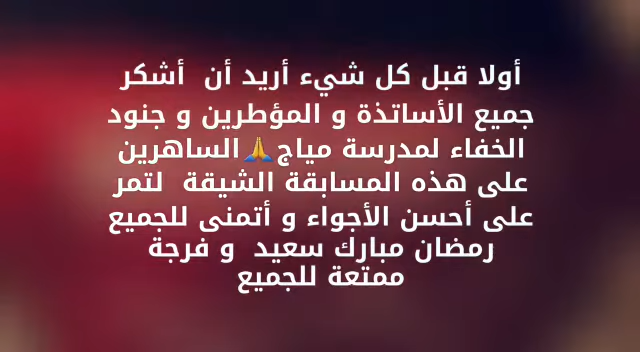 أولا قبل كل شيء أريد أن أشكر
جميع الأساتذة و المؤطرين و جنود
الخفاء لمدرسة مياج🙏الساهرين
على هذه المسابقة الشيقة لتمر
على أحسن الأجواء و أتمنى للجميع
رمضان مبارك سعيد و فرجة
ممتعة للجميع